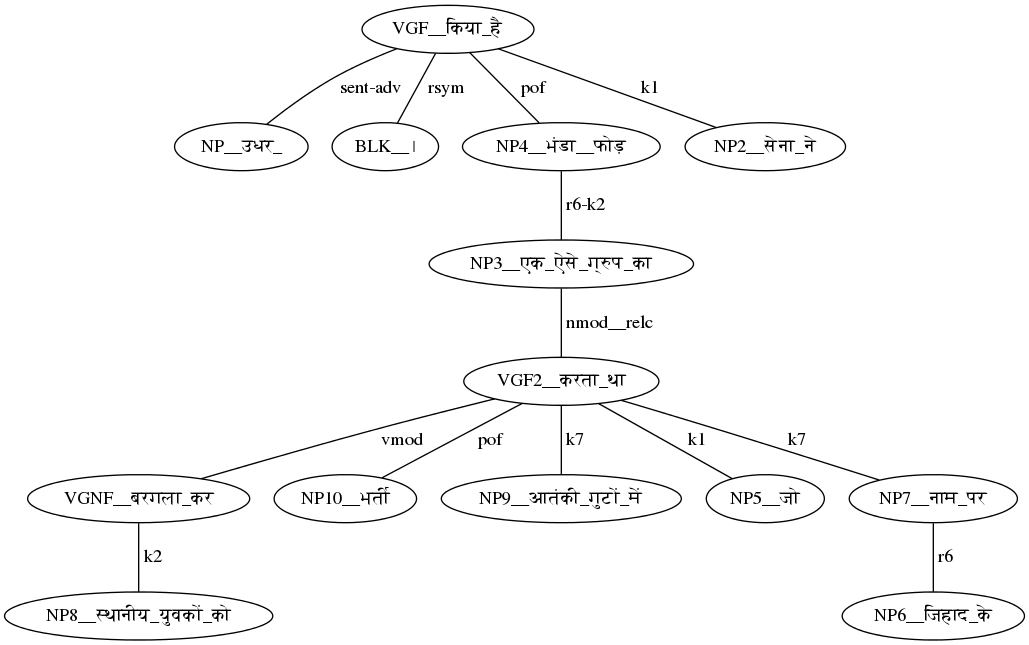 VGF__किया_है
sent-adv rsym pof k1
NP__उधर_ BLK__। NP4__भंडा__फोड़ NP2__सेना_ने
r6-k2
NP3__एक_ऐसे_ग्रुप_का
nmod__relc
VGF2__करता_था
vmod pof k7 k1 k7
VGNF__बरगला_कर NP10__भर्ती NP9__आतंकी_गुटों_में NP5__जो NP7__नाम_पर
k2 r6
NP8__स्थानीय_युवकों_को NP6__जिहाद_के